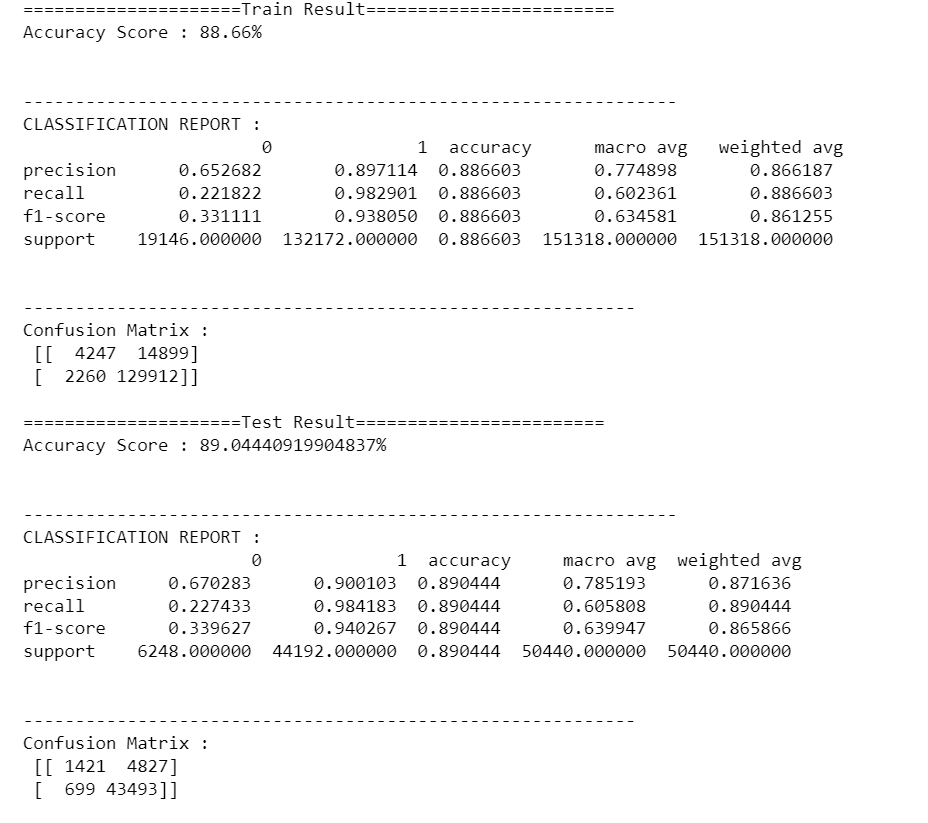 =====================Train Result========================
Accuracy Score : 88.66%
---------------------------------------------------------------
CLASSIFICATION REPORT :
0 1 accuracy macro avg weighted avg
precision 0.652682 0.897114 0.886603 0.774898 0.866187
recall 0.221822 0.982901 0.886603 0.602361 0.886603
f1-score 0.331111 0.938050 0.886603 0.634581 0.861255
support 19146.000000 132172.000000 0.886603 151318.000000 151318.000000
-----------------------------------------------------------
Confusion Matrix :
[[ 4247 14899]
[ 2260 129912]]
=====================Test Result========================
Accuracy Score : 89.04440919904837%
---------------------------------------------------------------
CLASSIFICATION REPORT :
0 1 accuracy macro avg weighted avg
precision 0.670283 0.900103 0.890444 0.785193 0.871636
recall 0.227433 0.984183 0.890444 0.605808 0.890444
f1-score 0.339627 0.940267 0.890444 0.639947 0.865866
support 6248.000000 44192.000000 0.890444 50440.000000 50440.000000
-----------------------------------------------------------
Confusion Matrix :
[[ 1421 4827]
[ 699 43493]]